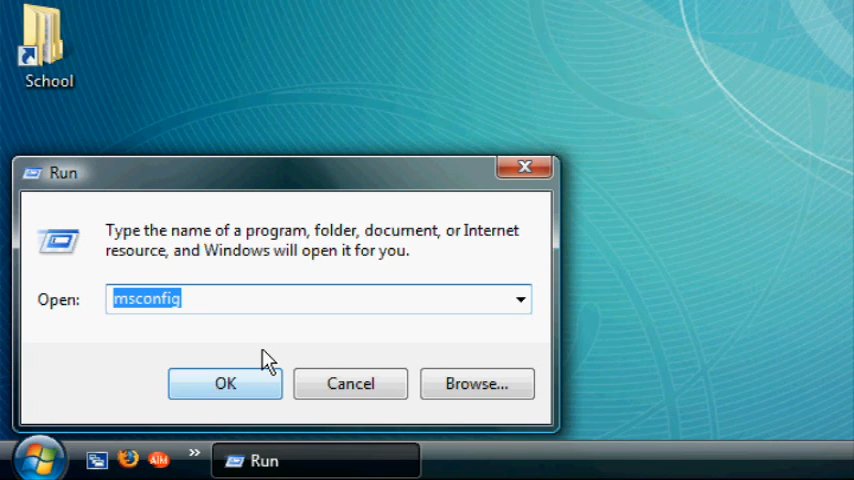 School
Run
Type the name of a program, folder, document, or Internet
resource, and Windows will open it for you.
Open: msconfig
OK Cancel Browse...
AIM » Run